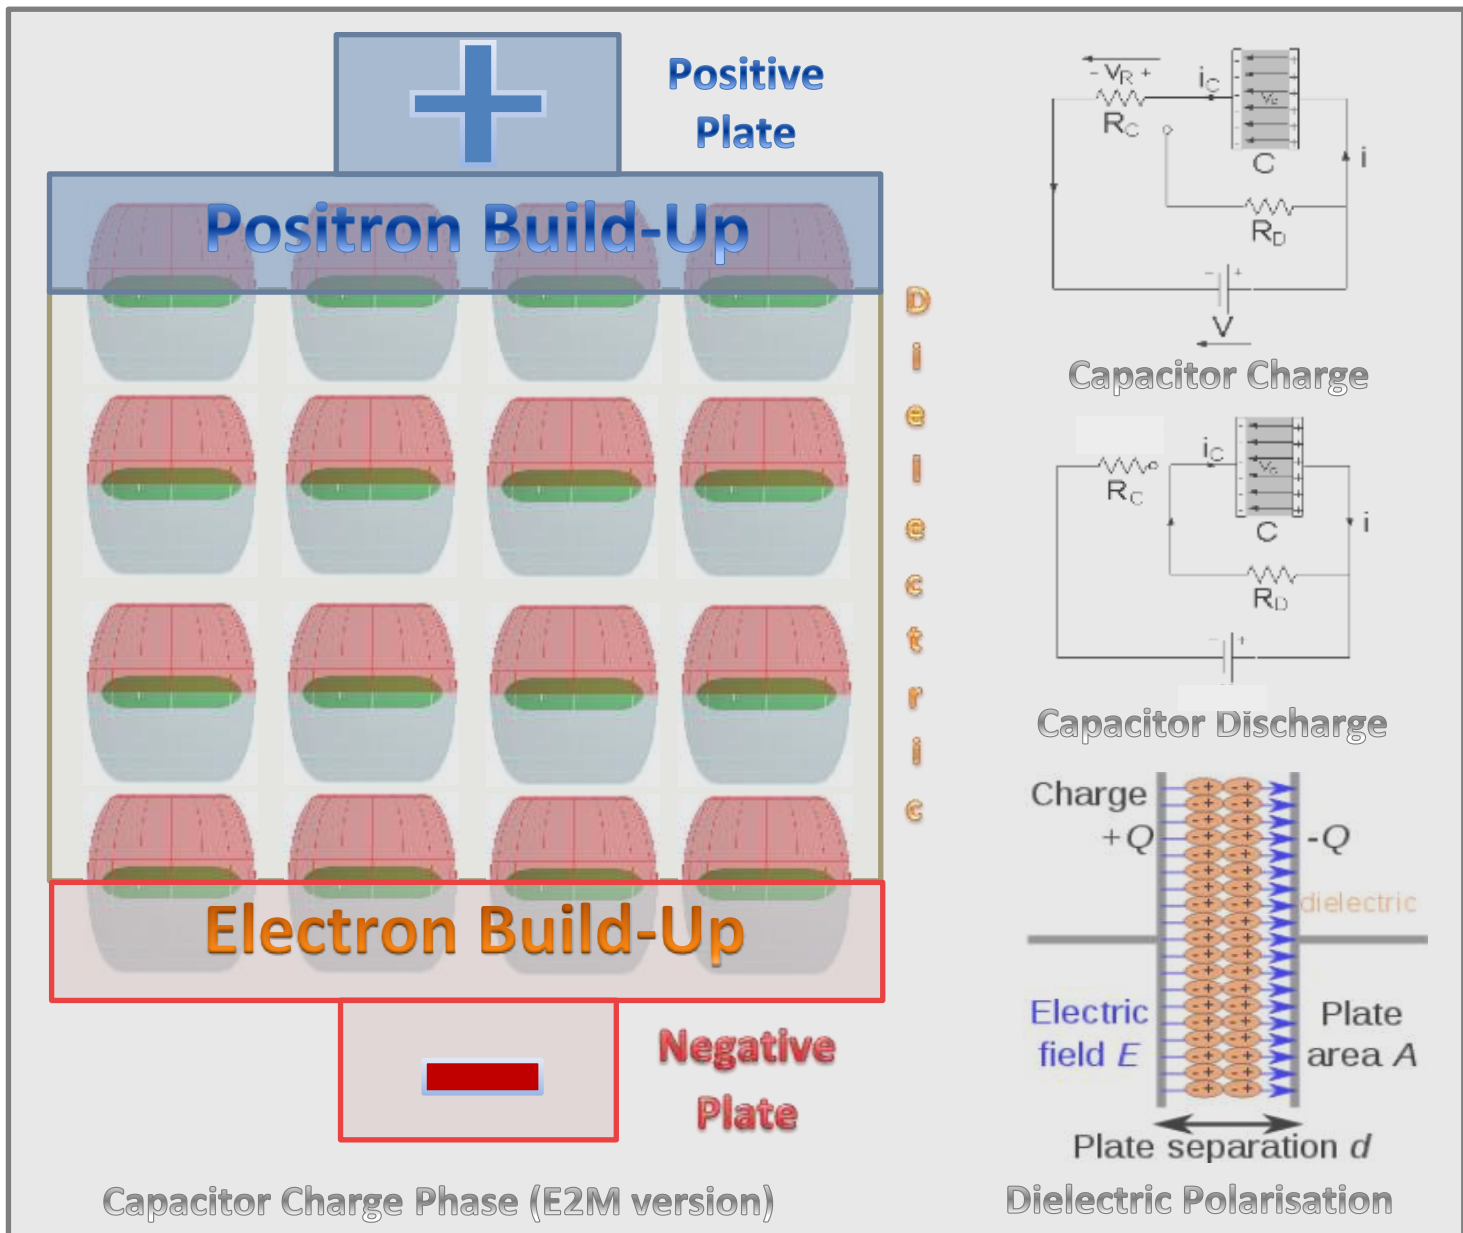 +
Positive
Plate
Positron Build-Up
Dielectric
Electron Build-Up
Negative
Plate
Capacitor Charge Phase (E2M version)
- VR +
iC
RC
Vc
C
i
RD
- +
V
Capacitor Charge
iC
RC
Vc
C
i
RD
- +
Capacitor Discharge
Charge
+Q
-Q
dielectric
Electric
field E
Plate
area A
Plate separation d
Dielectric Polarisation